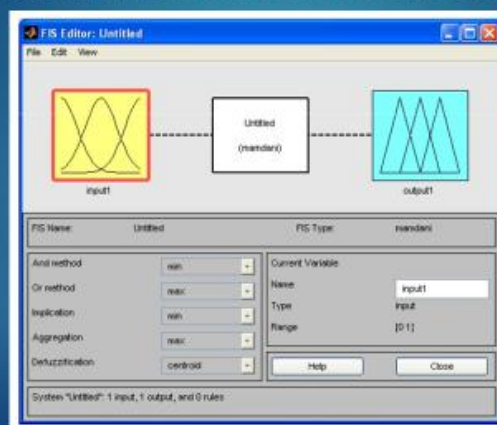 FIS Editor: Untitled
File Edit View
Untitled
(mamdani)
input1
output1
FIS Name: Untitled FIS Type: mamdani
And method min
Or method max
Implication min
Aggregation max
Defuzzification centroid
Current Variable
Name input1
Type input
Range [0 1]
Help Close
System "Untitled": 1 input, 1 output, and 0 rules